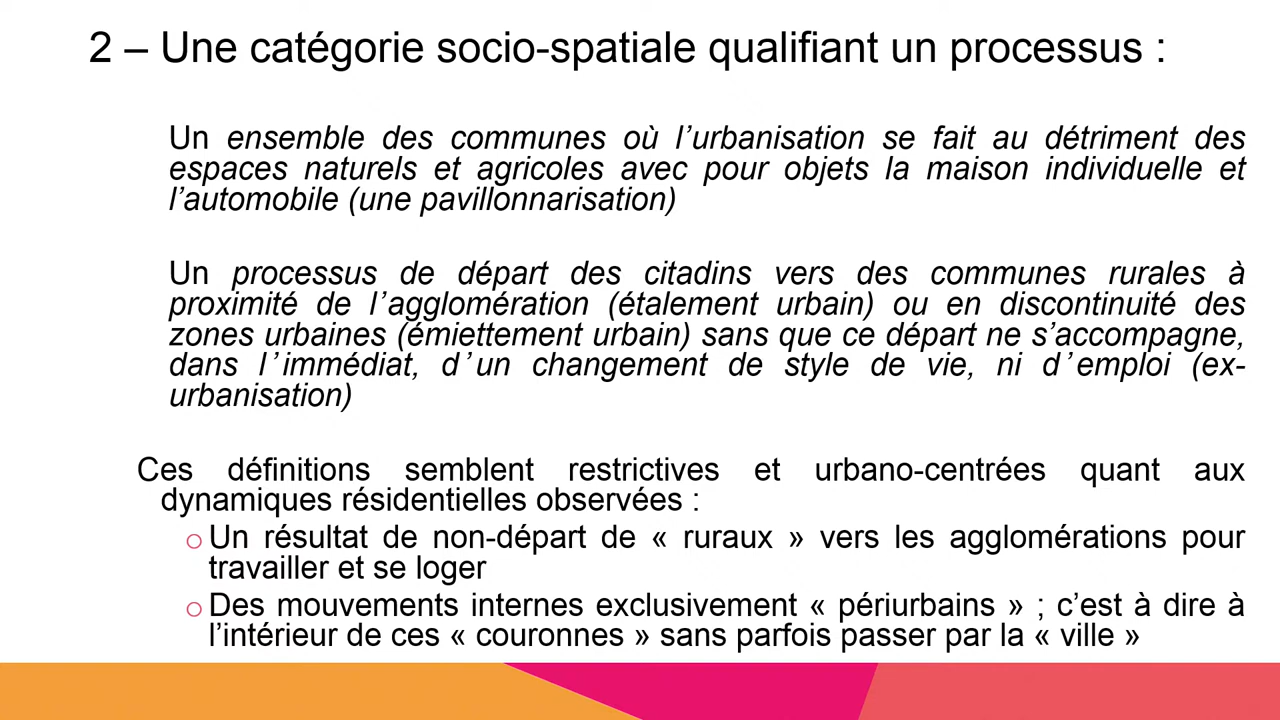 2 – Une catégorie socio-spatiale qualifiant un processus :
Un ensemble des communes où l’urbanisation se fait au détriment des
espaces naturels et agricoles avec pour objets la maison individuelle et
l’automobile (une pavillonnarisation)
Un processus de départ des citadins vers des communes rurales à
proximité de l’agglomération (étalement urbain) ou en discontinuité des
zones urbaines (émiettement urbain) sans que ce départ ne s’accompagne,
dans l’immédiat, d’un changement de style de vie, ni d’emploi (ex-
urbanisation)
Ces définitions semblent restrictives et urbano-centrées quant aux
dynamiques résidentielles observées :
○ Un résultat de non-départ de « ruraux » vers les agglomérations pour
travailler et se loger
○ Des mouvements internes exclusivement « périurbains » ; c’est à dire à
l’intérieur de ces « couronnes » sans parfois passer par la « ville »